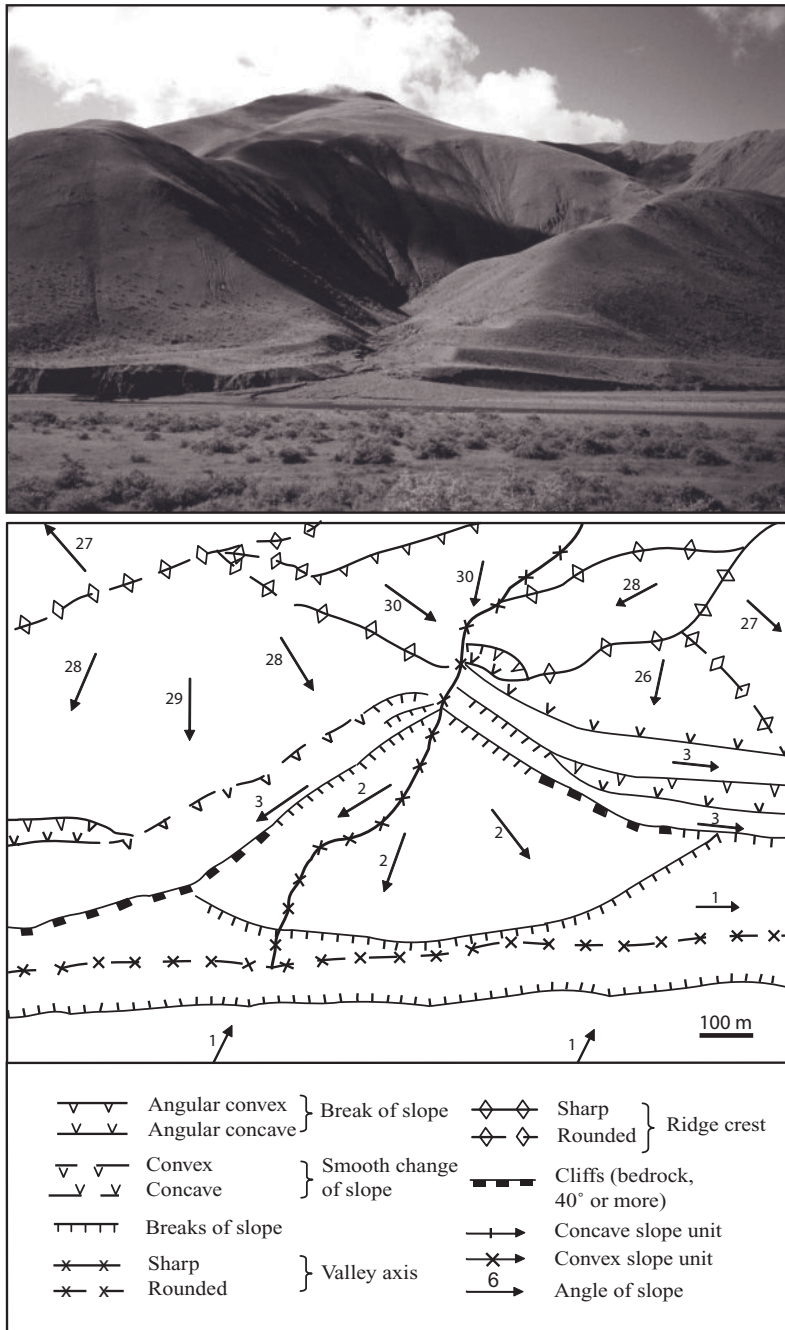 27
30
30
28
27
28
28
26
29
3
3
2
3
2
2
1
100 m
1
1
Angular convex
Angular concave
Break of slope
Convex
Concave
Smooth change
of slope
Breaks of slope
Sharp
Rounded
Valley axis
Sharp
Rounded
Ridge crest
Cliffs (bedrock,
40˚ or more)
Concave slope unit
Convex slope unit
6
Angle of slope